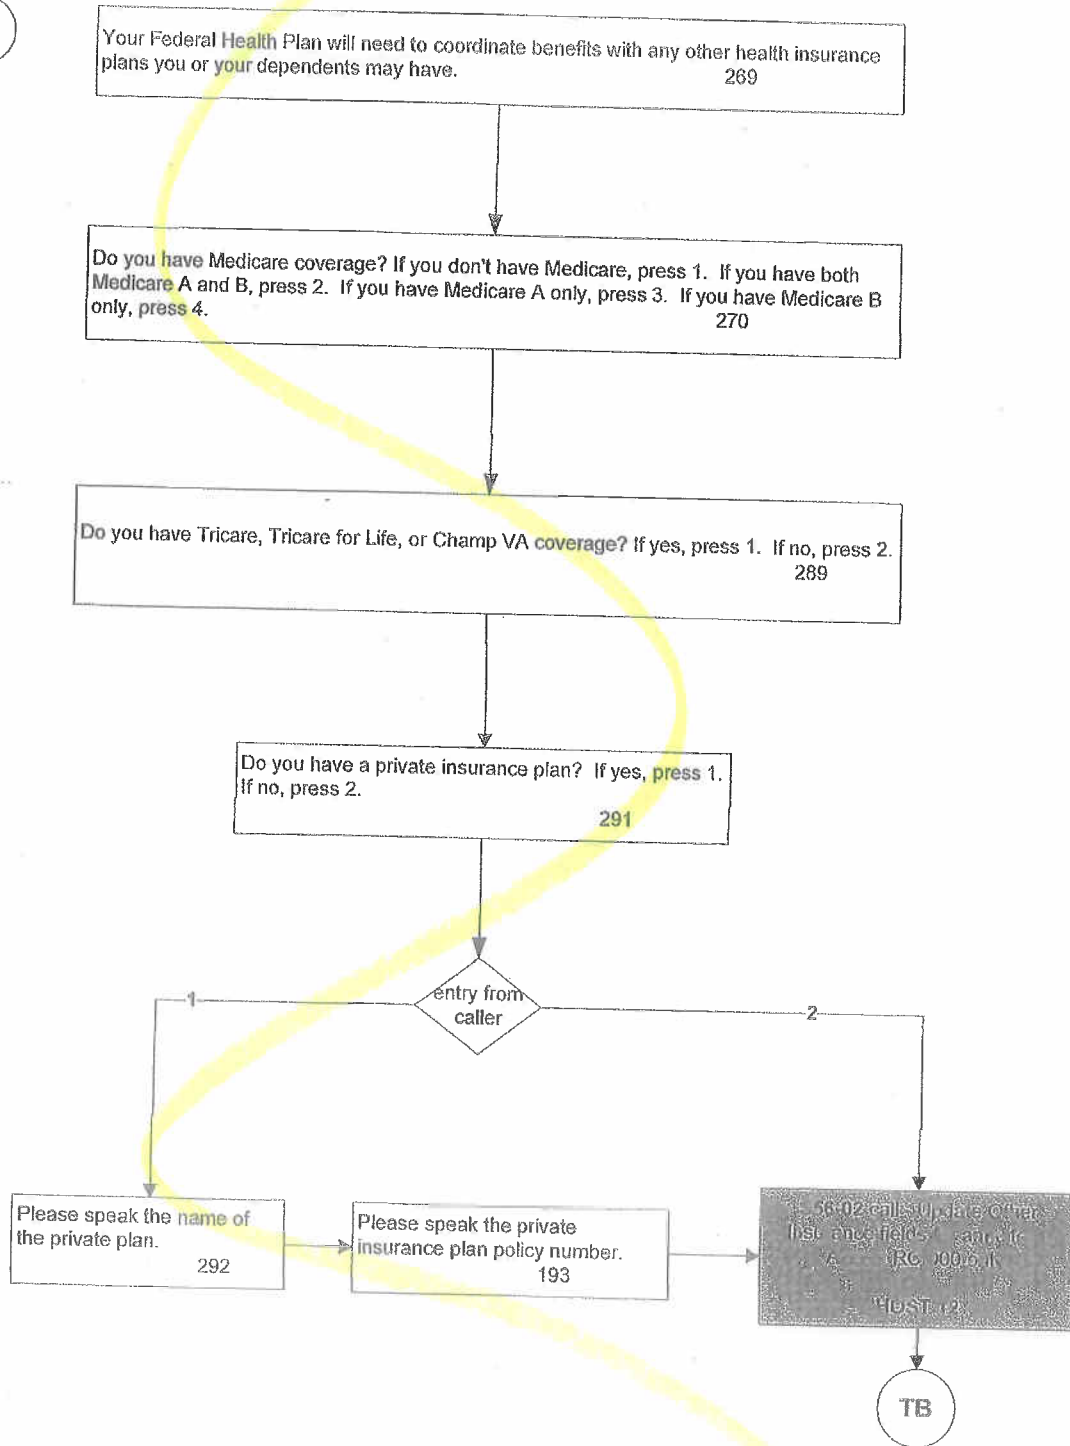 Your Federal Health Plan will need to coordinate benefits with any other health insurance
plans you or your dependents may have.
269
Do you have Medicare coverage? If you don't have Medicare, press 1. If you have both
Medicare A and B, press 2. If you have Medicare A only, press 3. If you have Medicare B
only, press 4.
270
Do you have Tricare, Tricare for Life, or Champ VA coverage? If yes, press 1. If no, press 2.
289
Do you have a private insurance plan? If yes, press 1.
If no, press 2.
291
entry from
caller
1
2
Please speak the name of
the private plan.
292
Please speak the private
insurance plan policy number.
193
56-02 call
fields
TB